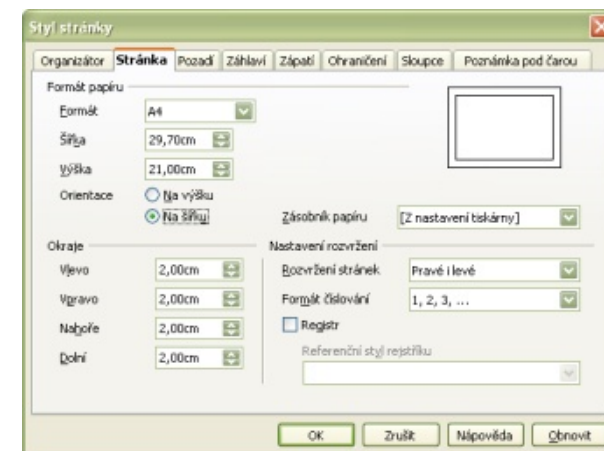 Styl stránky
Organizátor Stránka Pozadí Záhlaví Zápatí Ohraničení Sloupce Poznámka pod čarou
Formát papíru
Formát A4
Šířka 29,70cm
Výška 21,00cm
Orientace Na výšku
Na šířku Zásobník papíru [Z nastavení tiskárny]
Okraje Nastavení rozvržení
Vlevo 2,00cm Rozvržení stránek Pravé i levé
Vpravo 2,00cm Formát číslování 1, 2, 3, ...
Nahoře 2,00cm Registr
Dolní 2,00cm Referenční styl rejstříku
OK Zrušit Nápověda Obnovit